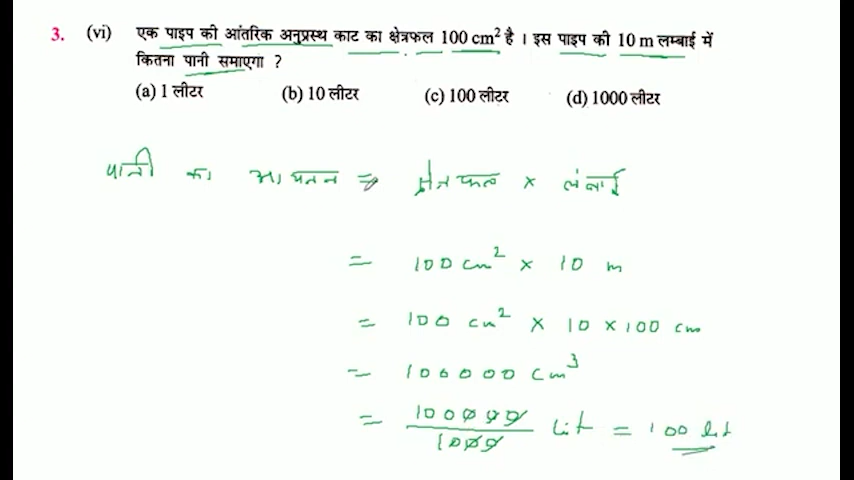 3. (vi) एक पाइप की आंतरिक अनुप्रस्थ काट का क्षेत्रफल 100 cm² है । इस पाइप की 10 m लम्बाई में
कितना पानी समाएगा ?
(a) 1 लीटर (b) 10 लीटर (c) 100 लीटर (d) 1000 लीटर
पानी का आयतन => क्षेत्रफल × लंबाई
= 100 cm² × 10 m
= 100 cm² × 10 × 100 cm
= 100000 cm³
= 100000/1000 Lit = 100 lit